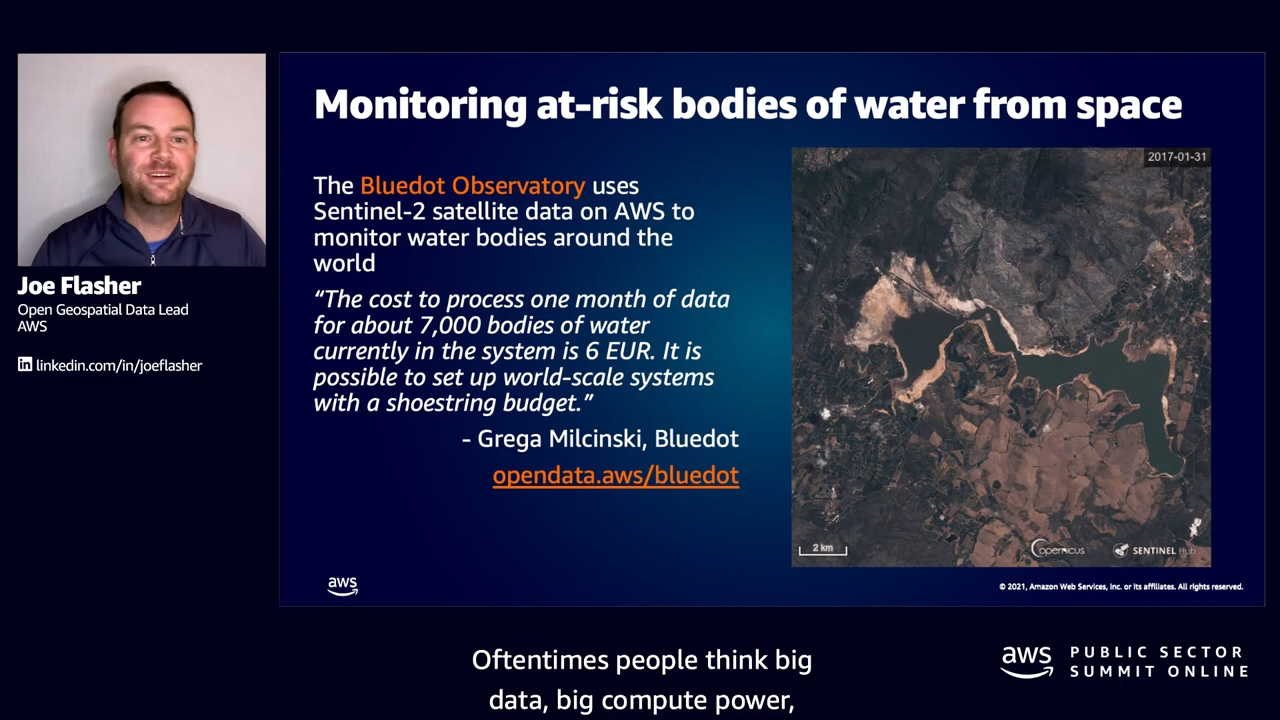 Joe Flasher
Open Geospatial Data Lead
AWS
in linkedin.com/in/joeflasher
Monitoring at-risk bodies of water from space
The Bluedot Observatory uses
Sentinel-2 satellite data on AWS to
monitor water bodies around the
world
“The cost to process one month of data
for about 7,000 bodies of water
currently in the system is 6 EUR. It is
possible to set up world-scale systems
with a shoestring budget.”
- Grega Milcinski, Bluedot
opendata.aws/bluedot
2017-01-31
2 km
opernicus
SENTINEL Hub
aws
© 2021, Amazon Web Services, Inc. or its affiliates. All rights reserved.
Oftentimes people think big
data, big compute power,
aws PUBLIC SECTOR
SUMMIT ONLINE